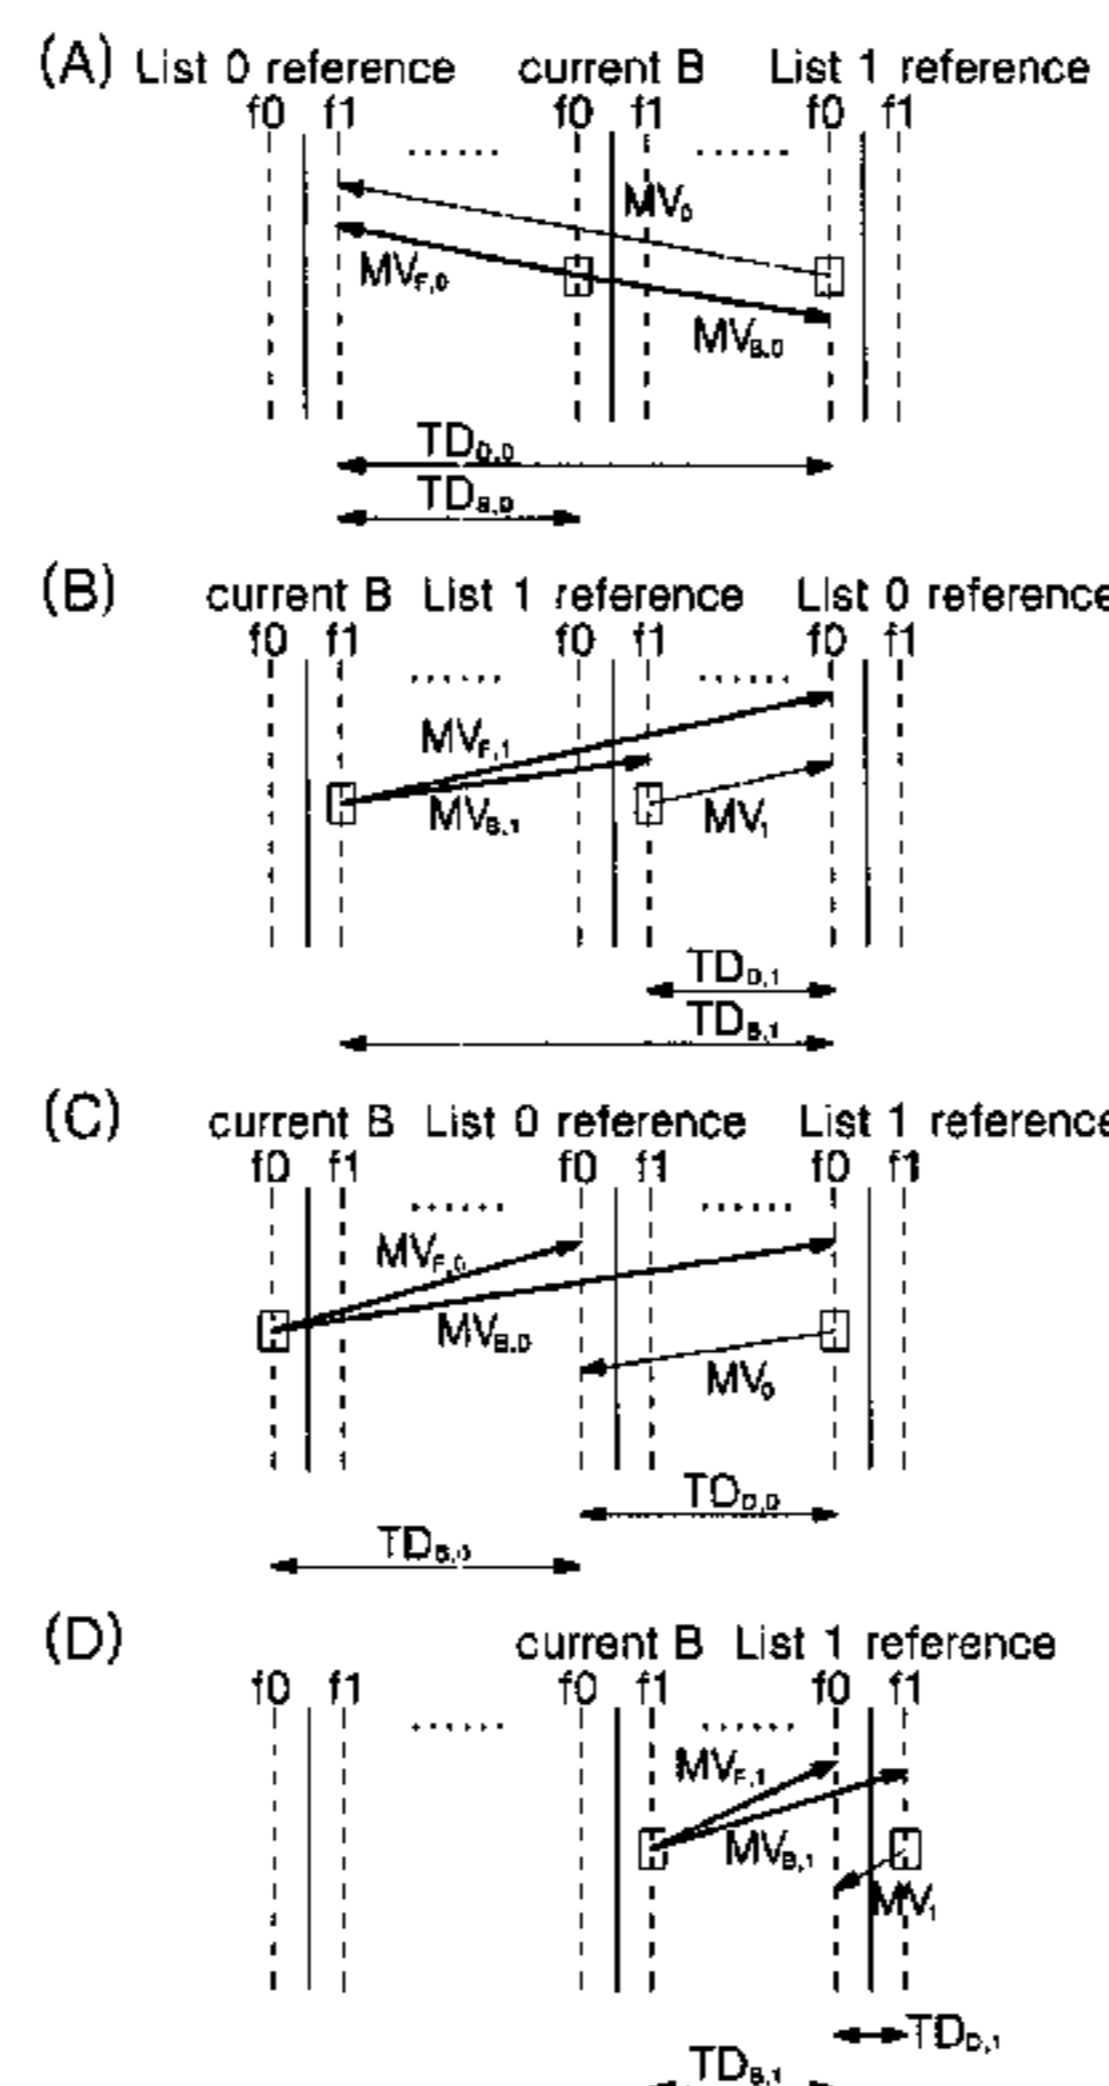 (A) List 0 reference current B List 1 reference
f0 f1 f0 f1 f0 f1
...... ......
MV0
MVF,0
MVB,0
TDD,0
TDB,0
(B) current B List 1 reference List 0 reference
f0 f1 f0 f1 f0 f1
...... ......
MVF,1
MVB,1 MV1
TDD,1
TDB,1
(C) current B List 0 reference List 1 reference
f0 f1 f0 f1 f0 f1
...... ......
MVF,0
MVB,0
MV0
TDD,0
TDB,0
(D) current B List 1 reference
f0 f1 f0 f1 f0 f1
...... ......
MVF,1
MVB,1
MV1
TDD,1
TDB,1